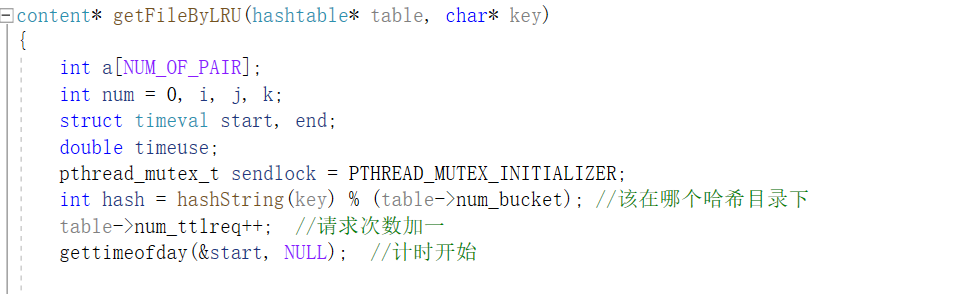 content* getFileByLRU(hashtable* table, char* key)
{
int a[NUM_OF_PAIR];
int num = 0, i, j, k;
struct timeval start, end;
double timeuse;
pthread_mutex_t sendlock = PTHREAD_MUTEX_INITIALIZER;
int hash = hashString(key) % (table->num_bucket); //该在哪个哈希目录下
table->num_ttlreq++;  //请求次数加一
gettimeofday(&start, NULL);  //计时开始